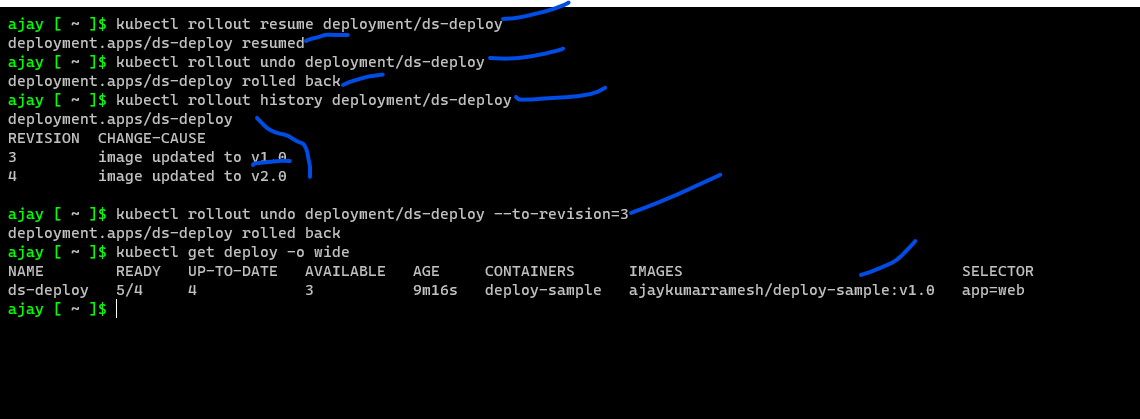 ajay [ ~ ]$ kubectl rollout resume deployment/ds-deploy
deployment.apps/ds-deploy resumed
ajay [ ~ ]$ kubectl rollout undo deployment/ds-deploy
deployment.apps/ds-deploy rolled back
ajay [ ~ ]$ kubectl rollout history deployment/ds-deploy
deployment.apps/ds-deploy
REVISION  CHANGE-CAUSE
3         image updated to v1.0
4         image updated to v2.0
ajay [ ~ ]$ kubectl rollout undo deployment/ds-deploy --to-revision=3
deployment.apps/ds-deploy rolled back
ajay [ ~ ]$ kubectl get deploy -o wide
NAME        READY   UP-TO-DATE   AVAILABLE   AGE     CONTAINERS      IMAGES                               SELECTOR
ds-deploy   5/4     4            3           9m16s   deploy-sample   ajaykumarramesh/deploy-sample:v1.0   app=web
ajay [ ~ ]$